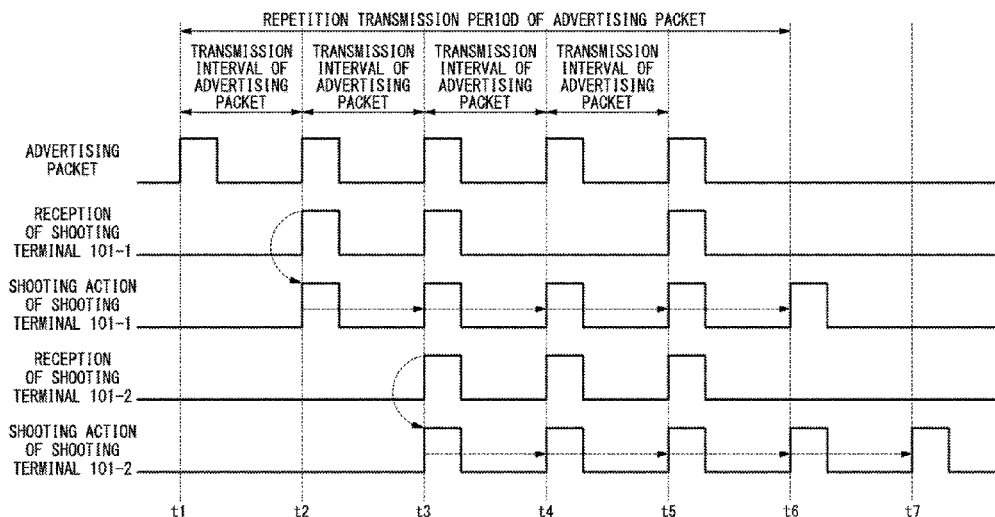 REPETITION TRANSMISSION PERIOD OF ADVERTISING PACKET
TRANSMISSION
INTERVAL OF
ADVERTISING
PACKET
TRANSMISSION
INTERVAL OF
ADVERTISING
PACKET
TRANSMISSION
INTERVAL OF
ADVERTISING
PACKET
TRANSMISSION
INTERVAL OF
ADVERTISING
PACKET
ADVERTISING
PACKET
RECEPTION
OF SHOOTING
TERMINAL 101-1
SHOOTING ACTION
OF SHOOTING
TERMINAL 101-1
RECEPTION
OF SHOOTING
TERMINAL 101-2
SHOOTING ACTION
OF SHOOTING
TERMINAL 101-2
t1 t2 t3 t4 t5 t6 t7